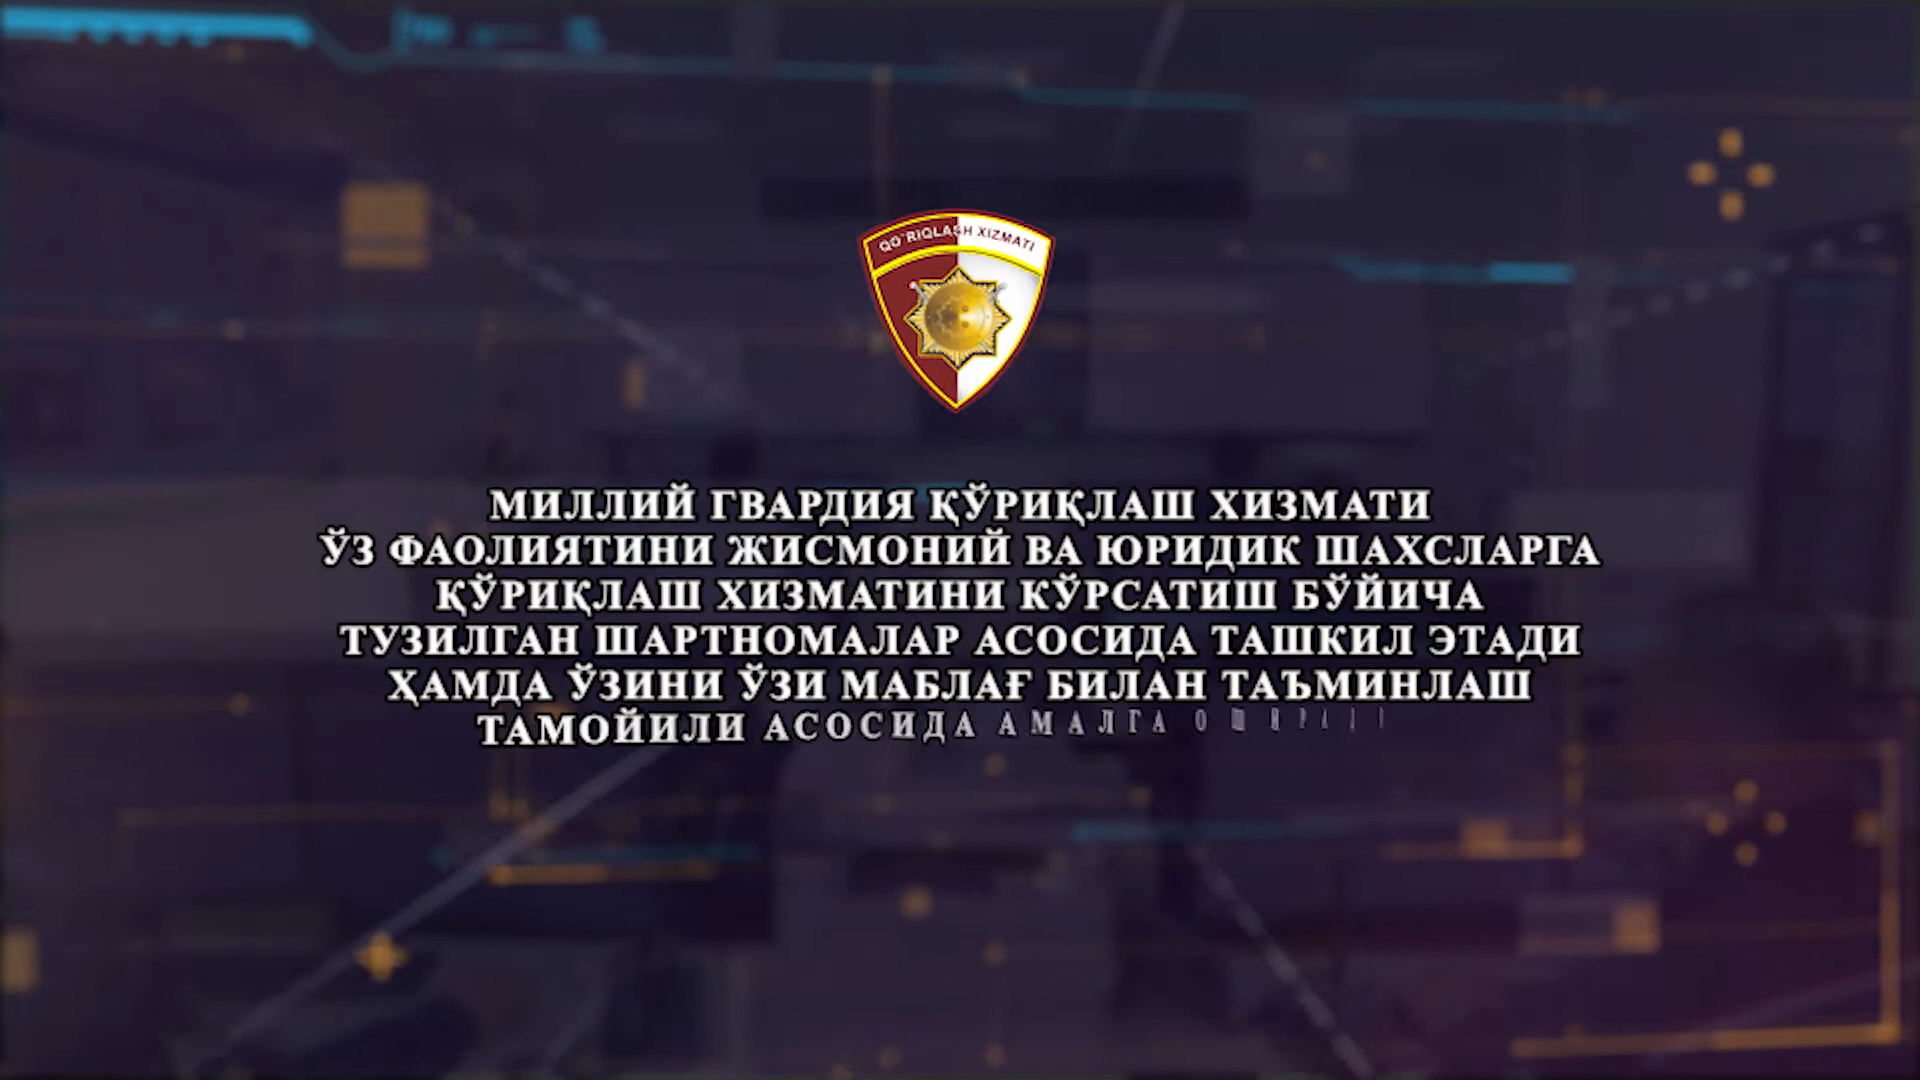 QO`RIQLASH XIZMATI
МИЛЛИЙ ГВАРДИЯ ҚЎРИҚЛАШ ХИЗМАТИ
ЎЗ ФАОЛИЯТИНИ ЖИСМОНИЙ ВА ЮРИДИК ШАХСЛАРГА
ҚЎРИҚЛАШ ХИЗМАТИНИ КЎРСАТИШ БЎЙИЧА
ТУЗИЛГАН ШАРТНОМАЛАР АСОСИДА ТАШКИЛ ЭТАДИ
ҲАМДА ЎЗИНИ ЎЗИ МАБЛАҒ БИЛАН ТАЪМИНЛАШ
ТАМОЙИЛИ АСОСИДА АМАЛГА